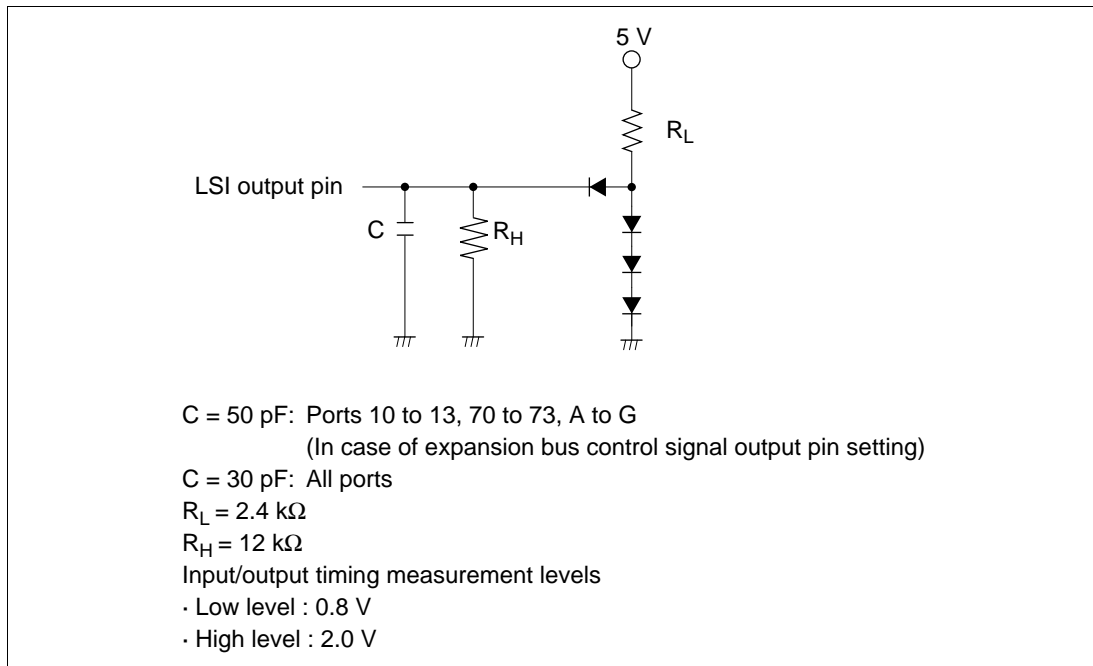 5 V
R_L
LSI output pin
C
R_H
C = 50 pF: Ports 10 to 13, 70 to 73, A to G
(In case of expansion bus control signal output pin setting)
C = 30 pF: All ports
R_L = 2.4 kΩ
R_H = 12 kΩ
Input/output timing measurement levels
· Low level : 0.8 V
· High level : 2.0 V